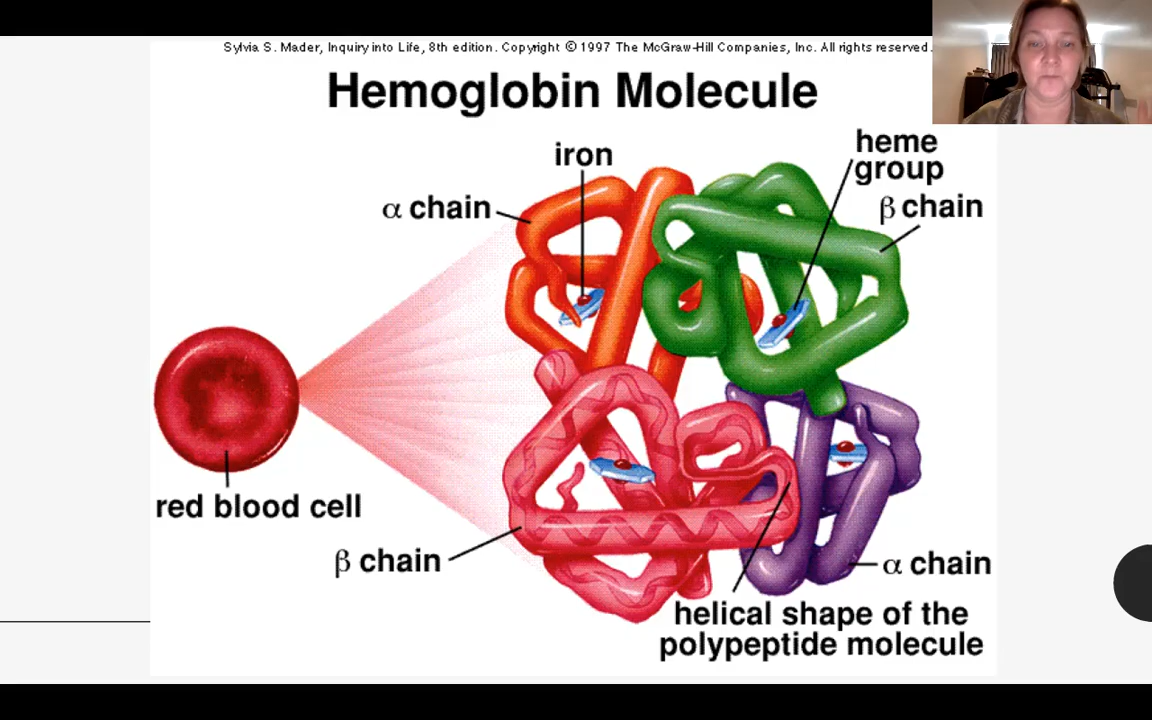 Sylvia S. Mader, Inquiry into Life, 8th edition. Copyright © 1997 The McGraw-Hill Companies, Inc. All rights reserved.
Hemoglobin Molecule
iron
heme
group
α chain
β chain
red blood cell
β chain
α chain
helical shape of the
polypeptide molecule